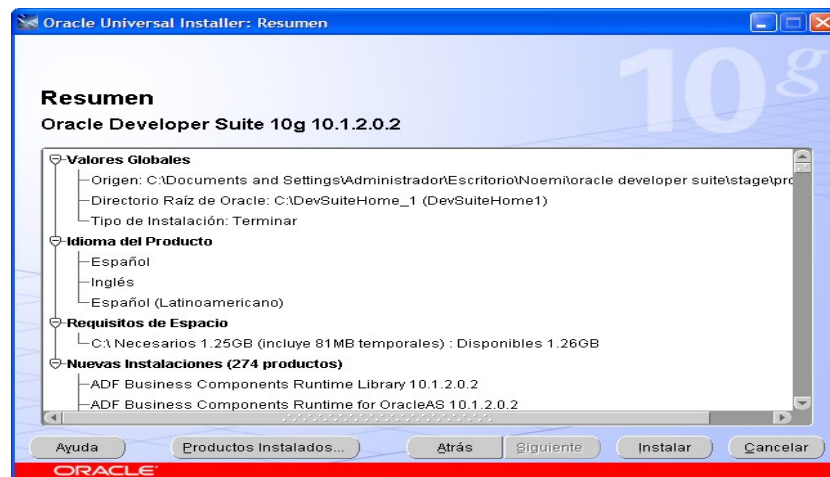 Oracle Universal Installer: Resumen
10g
Resumen
Oracle Developer Suite 10g 10.1.2.0.2
Valores Globales
Origen: C:\Documents and Settings\Administrador\Escritorio\Noemi\oracle developer suite\stage\prc
Directorio Raíz de Oracle: C:\DevSuiteHome_1 (DevSuiteHome1)
Tipo de Instalación: Terminar
Idioma del Producto
Español
Inglés
Español (Latinoamericano)
Requisitos de Espacio
C:\ Necesarios 1.25GB (incluye 81MB temporales) : Disponibles 1.26GB
Nuevas Instalaciones (274 productos)
ADF Business Components Runtime Library 10.1.2.0.2
ADF Business Components Runtime for OracleAS 10.1.2.0.2
Ayuda Productos Instalados... Atrás Siguiente Instalar Cancelar
ORACLE